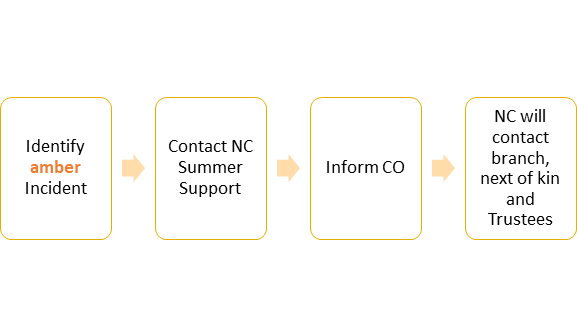 Identify
amber
Incident
Contact NC
Summer
Support
Inform CO
NC will
contact
branch,
next of kin
and
Trustees